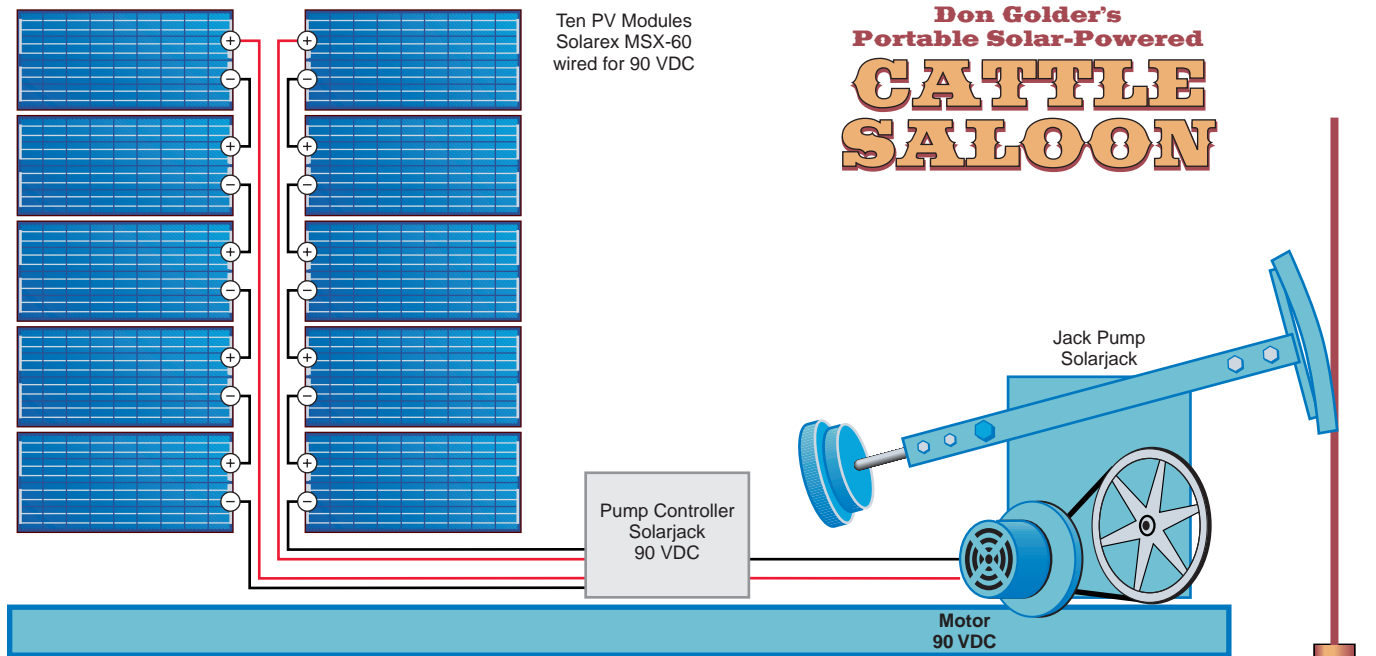 Ten PV Modules
Solarex MSX-60
wired for 90 VDC
Don Golder's
Portable Solar-Powered
CATTLE
SALOON
Jack Pump
Solarjack
Pump Controller
Solarjack
90 VDC
Motor
90 VDC